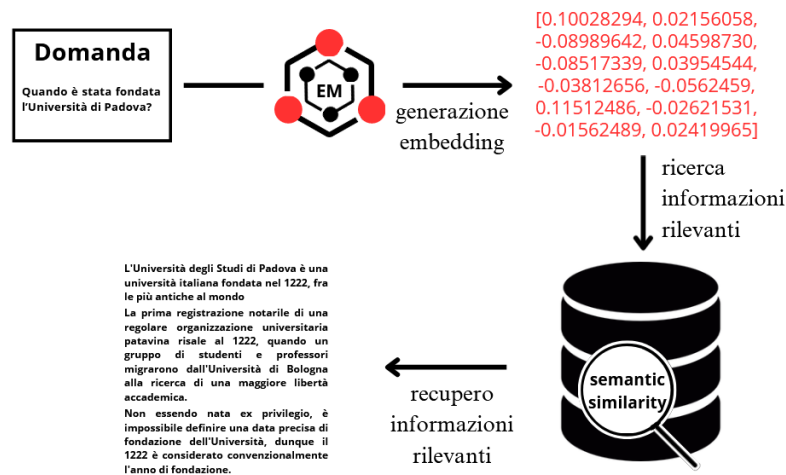 Domanda
Quando è stata fondata
l'Università di Padova?
EM
generazione
embedding
[0.10028294, 0.02156058,
-0.08989642, 0.04598730,
-0.08517339, 0.03954544,
-0.03812656, -0.0562459,
0.11512486, -0.02621531,
-0.01562489, 0.02419965]
ricerca
informazioni
rilevanti
semantic
similarity
recupero
informazioni
rilevanti
L'Università degli Studi di Padova è una
università italiana fondata nel 1222, fra
le più antiche al mondo
La prima registrazione notarile di una
regolare organizzazione universitaria
patavina risale al 1222, quando un
gruppo di studenti e professori
migrarono dall'Università di Bologna
alla ricerca di una maggiore libertà
accademica.
Non essendo nata ex privilegio, è
impossibile definire una data precisa di
fondazione dell'Università, dunque il
1222 è considerato convenzionalmente
l'anno di fondazione.